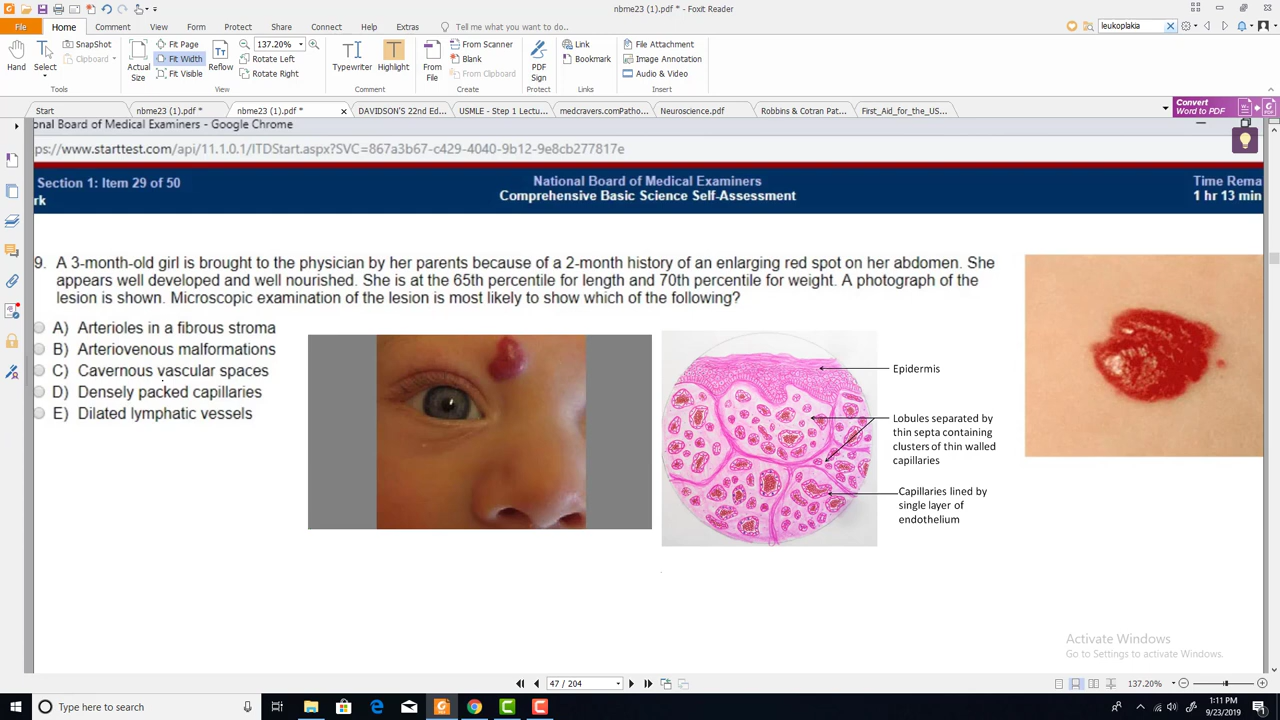 nbme23 (1).pdf * - Foxit Reader
File Home Comment View Form Protect Share Connect Help Extras Tell me what you want to do.. leukoplakia
Hand
Select
SnapShot
Clipboard
Actual Size
Fit Page
Fit Width
Fit Visible
Reflow
137.20%
Rotate Left
Rotate Right
Typewriter
Highlight
From File
From Scanner
Blank
From Clipboard
PDF Sign
Link
Bookmark
File Attachment
Image Annotation
Audio & Video
Tools View Comment Create Protect Links Insert
Start nbme23 (1).pdf * nbme23 (1).pdf * DAVIDSON'S 22nd Ed... USMLE - Step 1 Lectu... medcravers.comPatho... Neuroscience.pdf Robbins & Cotran Pat... First_Aid_for_the_US...
Convert Word to PDF
onal Board of Medical Examiners - Google Chrome
ps://www.starttest.com/api/11.1.0.1/ITDStart.aspx?SVC=867a3b67-c429-4040-9b12-9e8cb277817e
Section 1: Item 29 of 50 National Board of Medical Examiners Time Rema
rk Comprehensive Basic Science Self-Assessment 1 hr 13 min
9. A 3-month-old girl is brought to the physician by her parents because of a 2-month history of an enlarging red spot on her abdomen. She
appears well developed and well nourished. She is at the 65th percentile for length and 70th percentile for weight. A photograph of the
lesion is shown. Microscopic examination of the lesion is most likely to show which of the following?
A) Arterioles in a fibrous stroma
B) Arteriovenous malformations
C) Cavernous vascular spaces
D) Densely packed capillaries
E) Dilated lymphatic vessels
Epidermis
Lobules separated by
thin septa containing
clusters of thin walled
capillaries
Capillaries lined by
single layer of
endothelium
Activate Windows
Go to Settings to activate Windows.
47 / 204
137.20%
Type here to search
1:11 PM
9/23/2019